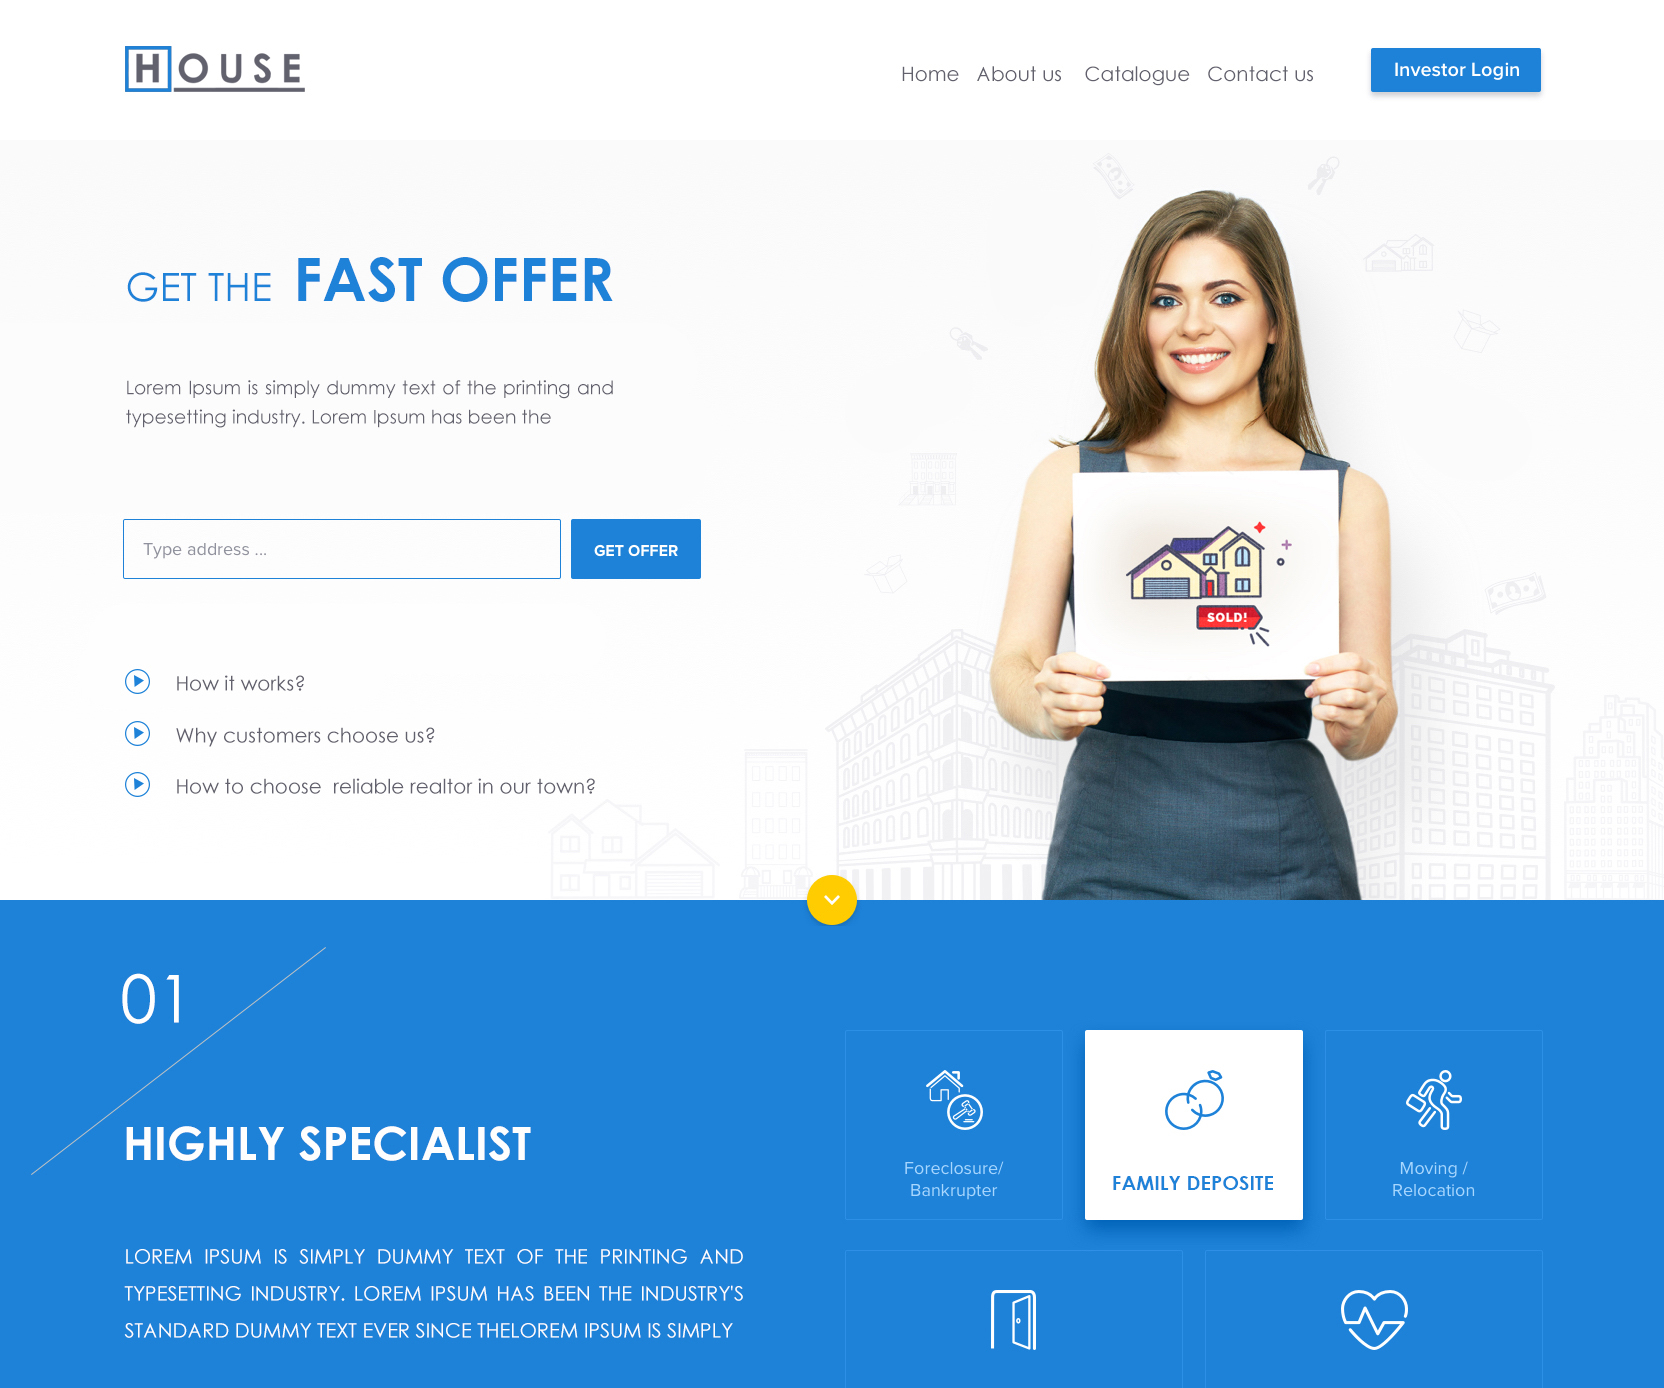 HOUSE
Home About us Catalogue Contact us
Investor Login
GET THE FAST OFFER
Lorem Ipsum is simply dummy text of the printing and
typesetting industry. Lorem Ipsum has been the
Type address ...
GET OFFER
SOLD!
How it works?
Why customers choose us?
How to choose reliable realtor in our town?
01
HIGHLY SPECIALIST
LOREM IPSUM IS SIMPLY DUMMY TEXT OF THE PRINTING AND
TYPESETTING INDUSTRY. LOREM IPSUM HAS BEEN THE INDUSTRY'S
STANDARD DUMMY TEXT EVER SINCE THELOREM IPSUM IS SIMPLY
Foreclosure/
Bankrupter
FAMILY DEPOSITE
Moving /
Relocation